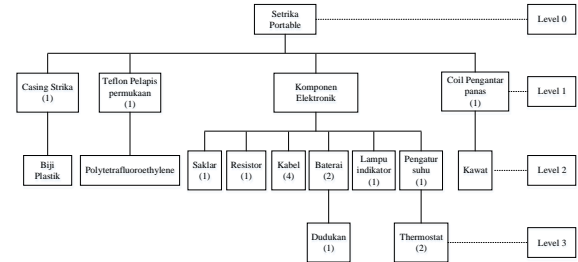 Setrika
Portable
Level 0
Casing Strika
(1)
Teflon Pelapis
permukaan
(1)
Komponen
Elektronik
Coil Pengantar
panas
(1)
Level 1
Biji
Plastik
Polytetrafluoroethylene
Saklar
(1)
Resistor
(1)
Kabel
(4)
Baterai
(2)
Lampu
indikator
(1)
Pengatur
suhu
(1)
Kawat
Level 2
Dudukan
(1)
Thermostat
(2)
Level 3